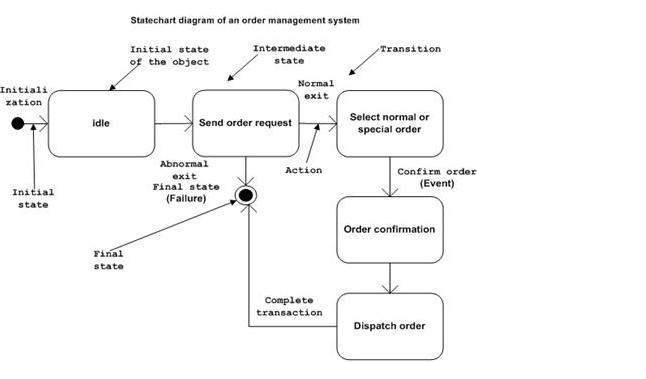 Statechart diagram of an order management system
Initial state
of the object
Intermediate
state
Transition
Initiali
zation
Normal
exit
idle
Send order request
Select normal or
special order
Initial
state
Abnormal
exit
Final state
(Failure)
Action
Confirm order
(Event)
Order confirmation
Final
state
Complete
transaction
Dispatch order